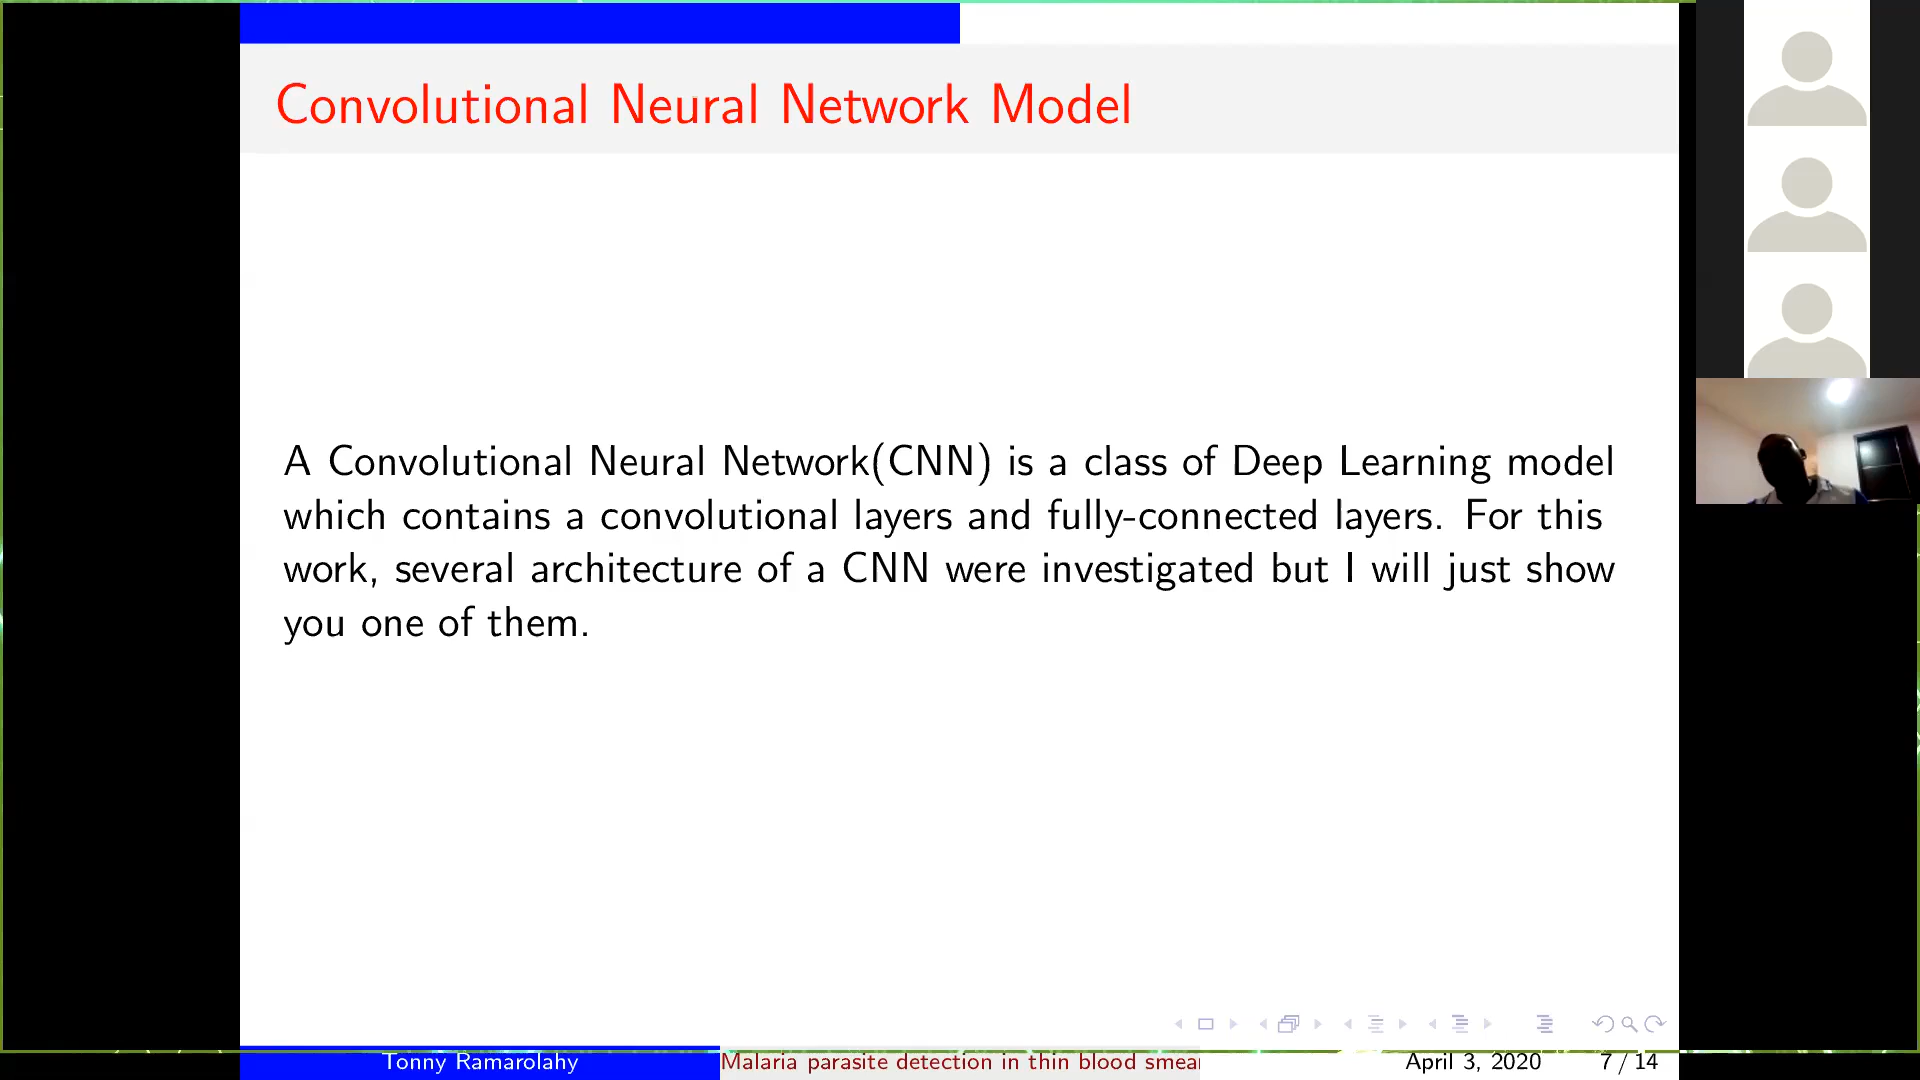 Convolutional Neural Network Model
A Convolutional Neural Network(CNN) is a class of Deep Learning model
which contains a convolutional layers and fully-connected layers. For this
work, several architecture of a CNN were investigated but I will just show
you one of them.
Tonny Ramarolahy
Malaria parasite detection in thin blood smea
April 3, 2020
7 / 14